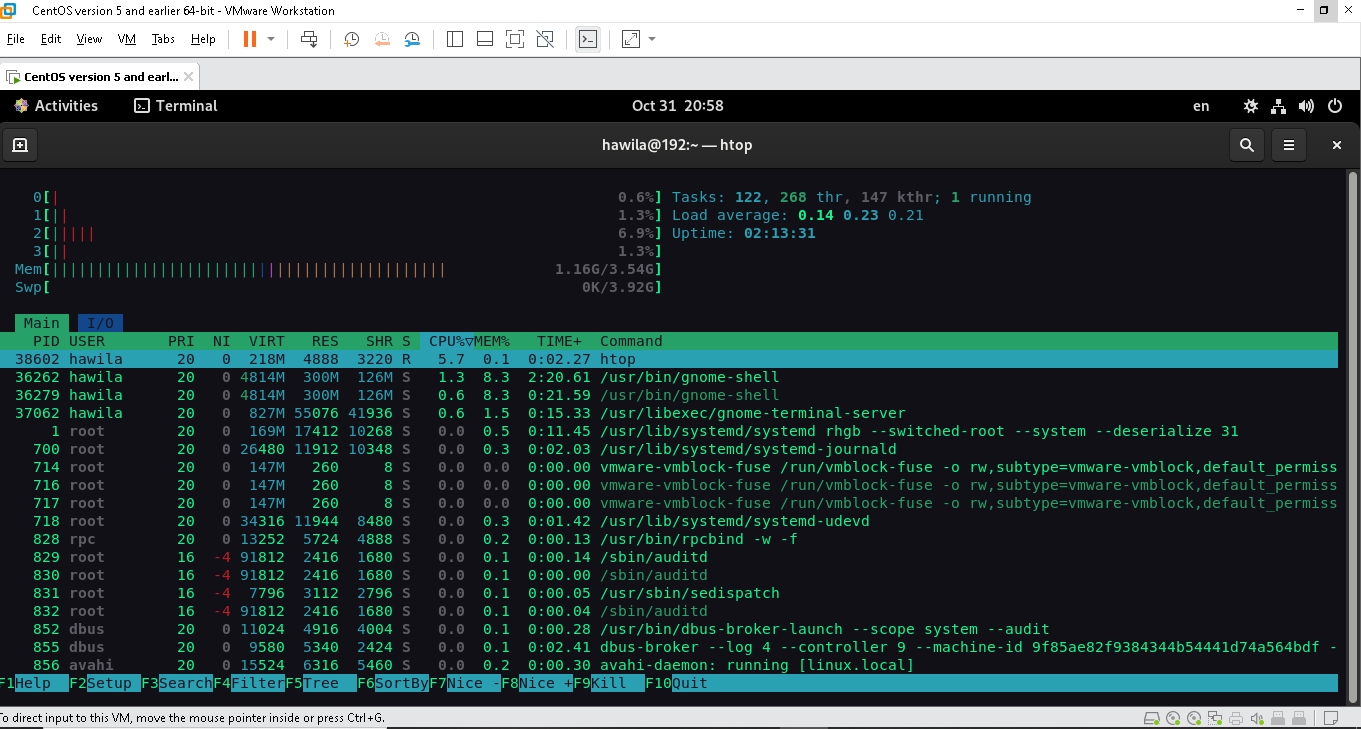 CentOS version 5 and earlier 64-bit - VMware Workstation
File Edit View VM Tabs Help
CentOS version 5 and earl...
Activities Terminal Oct 31 20:58 en
hawila@192:~ — htop
0[| 0.6%] Tasks: 122, 268 thr, 147 kthr; 1 running
1[|| 1.3%] Load average: 0.14 0.23 0.21
2[||||| 6.9%] Uptime: 02:13:31
3[|| 1.3%]
Mem[|||||||||||||||||||||||||||||||||||||||||||| 1.16G/3.54G]
Swp[ 0K/3.92G]
Main I/O
PID USER PRI NI VIRT RES SHR S CPU%▽MEM% TIME+ Command
38602 hawila 20 0 218M 4888 3220 R 5.7 0.1 0:02.27 htop
36262 hawila 20 0 4814M 300M 126M S 1.3 8.3 2:20.61 /usr/bin/gnome-shell
36279 hawila 20 0 4814M 300M 126M S 0.6 8.3 0:21.59 /usr/bin/gnome-shell
37062 hawila 20 0 827M 55076 41936 S 0.6 1.5 0:15.33 /usr/libexec/gnome-terminal-server
1 root 20 0 169M 17412 10268 S 0.0 0.5 0:11.45 /usr/lib/systemd/systemd rhgb --switched-root --system --deserialize 31
700 root 20 0 26480 11912 10348 S 0.0 0.3 0:02.03 /usr/lib/systemd/systemd-journald
714 root 20 0 147M 260 8 S 0.0 0.0 0:00.00 vmware-vmblock-fuse /run/vmblock-fuse -o rw,subtype=vmware-vmblock,default_permiss
716 root 20 0 147M 260 8 S 0.0 0.0 0:00.00 vmware-vmblock-fuse /run/vmblock-fuse -o rw,subtype=vmware-vmblock,default_permiss
717 root 20 0 147M 260 8 S 0.0 0.0 0:00.00 vmware-vmblock-fuse /run/vmblock-fuse -o rw,subtype=vmware-vmblock,default_permiss
718 root 20 0 34316 11944 8480 S 0.0 0.3 0:01.42 /usr/lib/systemd/systemd-udevd
828 rpc 20 0 13252 5724 4888 S 0.0 0.2 0:00.13 /usr/bin/rpcbind -w -f
829 root 16 -4 91812 2416 1680 S 0.0 0.1 0:00.14 /sbin/auditd
830 root 16 -4 91812 2416 1680 S 0.0 0.1 0:00.00 /sbin/auditd
831 root 16 -4 7796 3112 2796 S 0.0 0.1 0:00.05 /usr/sbin/sedispatch
832 root 16 -4 91812 2416 1680 S 0.0 0.1 0:00.04 /sbin/auditd
852 dbus 20 0 11024 4916 4004 S 0.0 0.1 0:00.28 /usr/bin/dbus-broker-launch --scope system --audit
855 dbus 20 0 9580 5340 2424 S 0.0 0.1 0:02.41 dbus-broker --log 4 --controller 9 --machine-id 9f85ae82f9384344b54441d74a564bdf -
856 avahi 20 0 15524 6316 5460 S 0.0 0.2 0:00.30 avahi-daemon: running [linux.local]
F1Help F2Setup F3SearchF4FilterF5Tree F6SortByF7Nice -F8Nice +F9Kill F10Quit
To direct input to this VM, move the mouse pointer inside or press Ctrl+G.